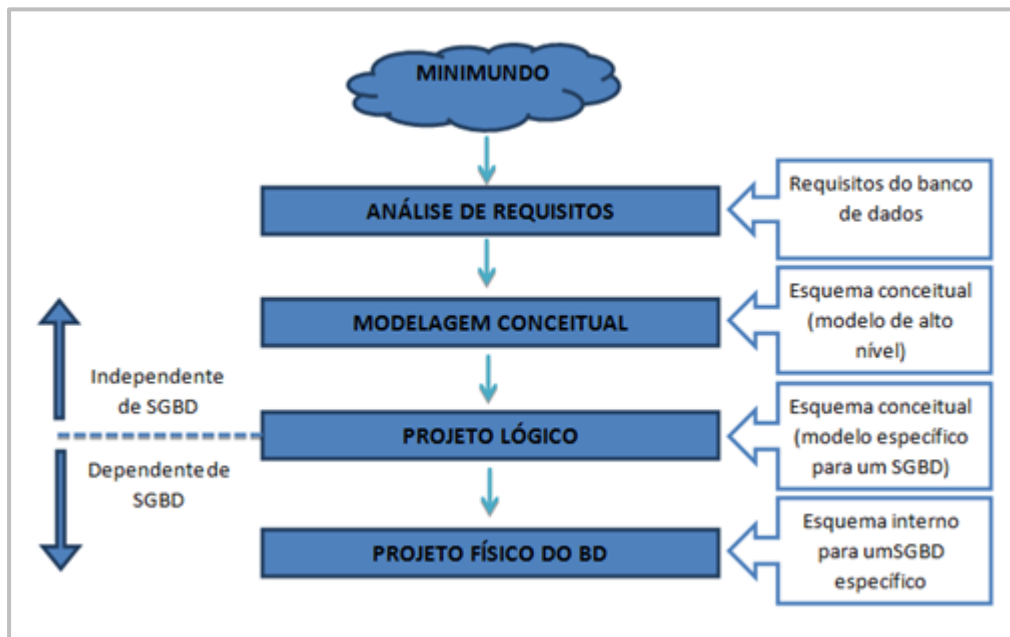 MINIMUNDO
ANÁLISE DE REQUISITOS
Requisitos do banco
de dados
MODELAGEM CONCEITUAL
Esquema conceitual
(modelo de alto
nível)
Independente
de SGBD
PROJETO LÓGICO
Esquema conceitual
(modelo específico
para um SGBD)
Dependente de
SGBD
PROJETO FÍSICO DO BD
Esquema interno
para umSGBD
específico